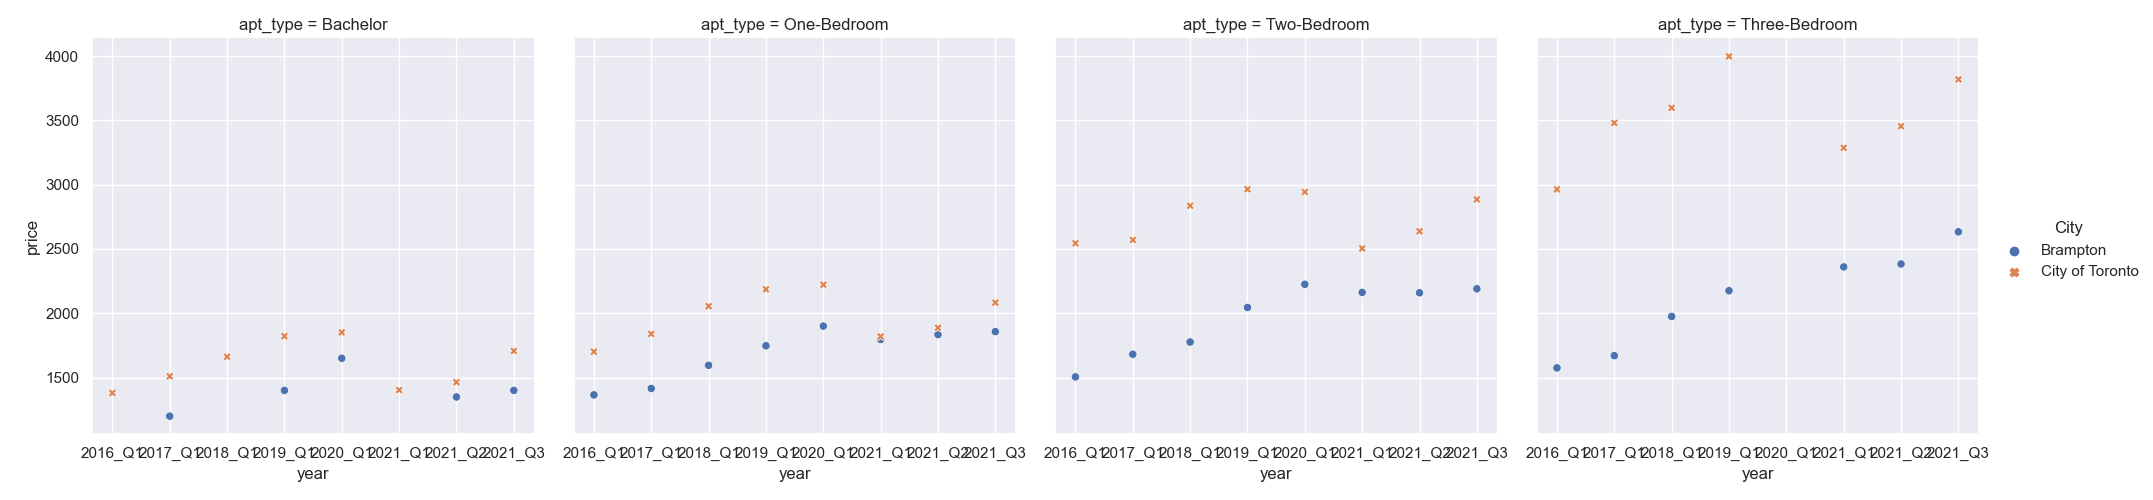 apt_type = Bachelor
apt_type = One-Bedroom
apt_type = Two-Bedroom
apt_type = Three-Bedroom
4000
3500
3000
2500
2000
1500
price
2016_Q1 2017_Q1 2018_Q1 2019_Q1 2020_Q1 2021_Q1 2021_Q2 2021_Q3
year
2016_Q1 2017_Q1 2018_Q1 2019_Q1 2020_Q1 2021_Q1 2021_Q2 2021_Q3
year
2016_Q1 2017_Q1 2018_Q1 2019_Q1 2020_Q1 2021_Q1 2021_Q2 2021_Q3
year
2016_Q1 2017_Q1 2018_Q1 2019_Q1 2020_Q1 2021_Q1 2021_Q2 2021_Q3
year
City
Brampton
City of Toronto